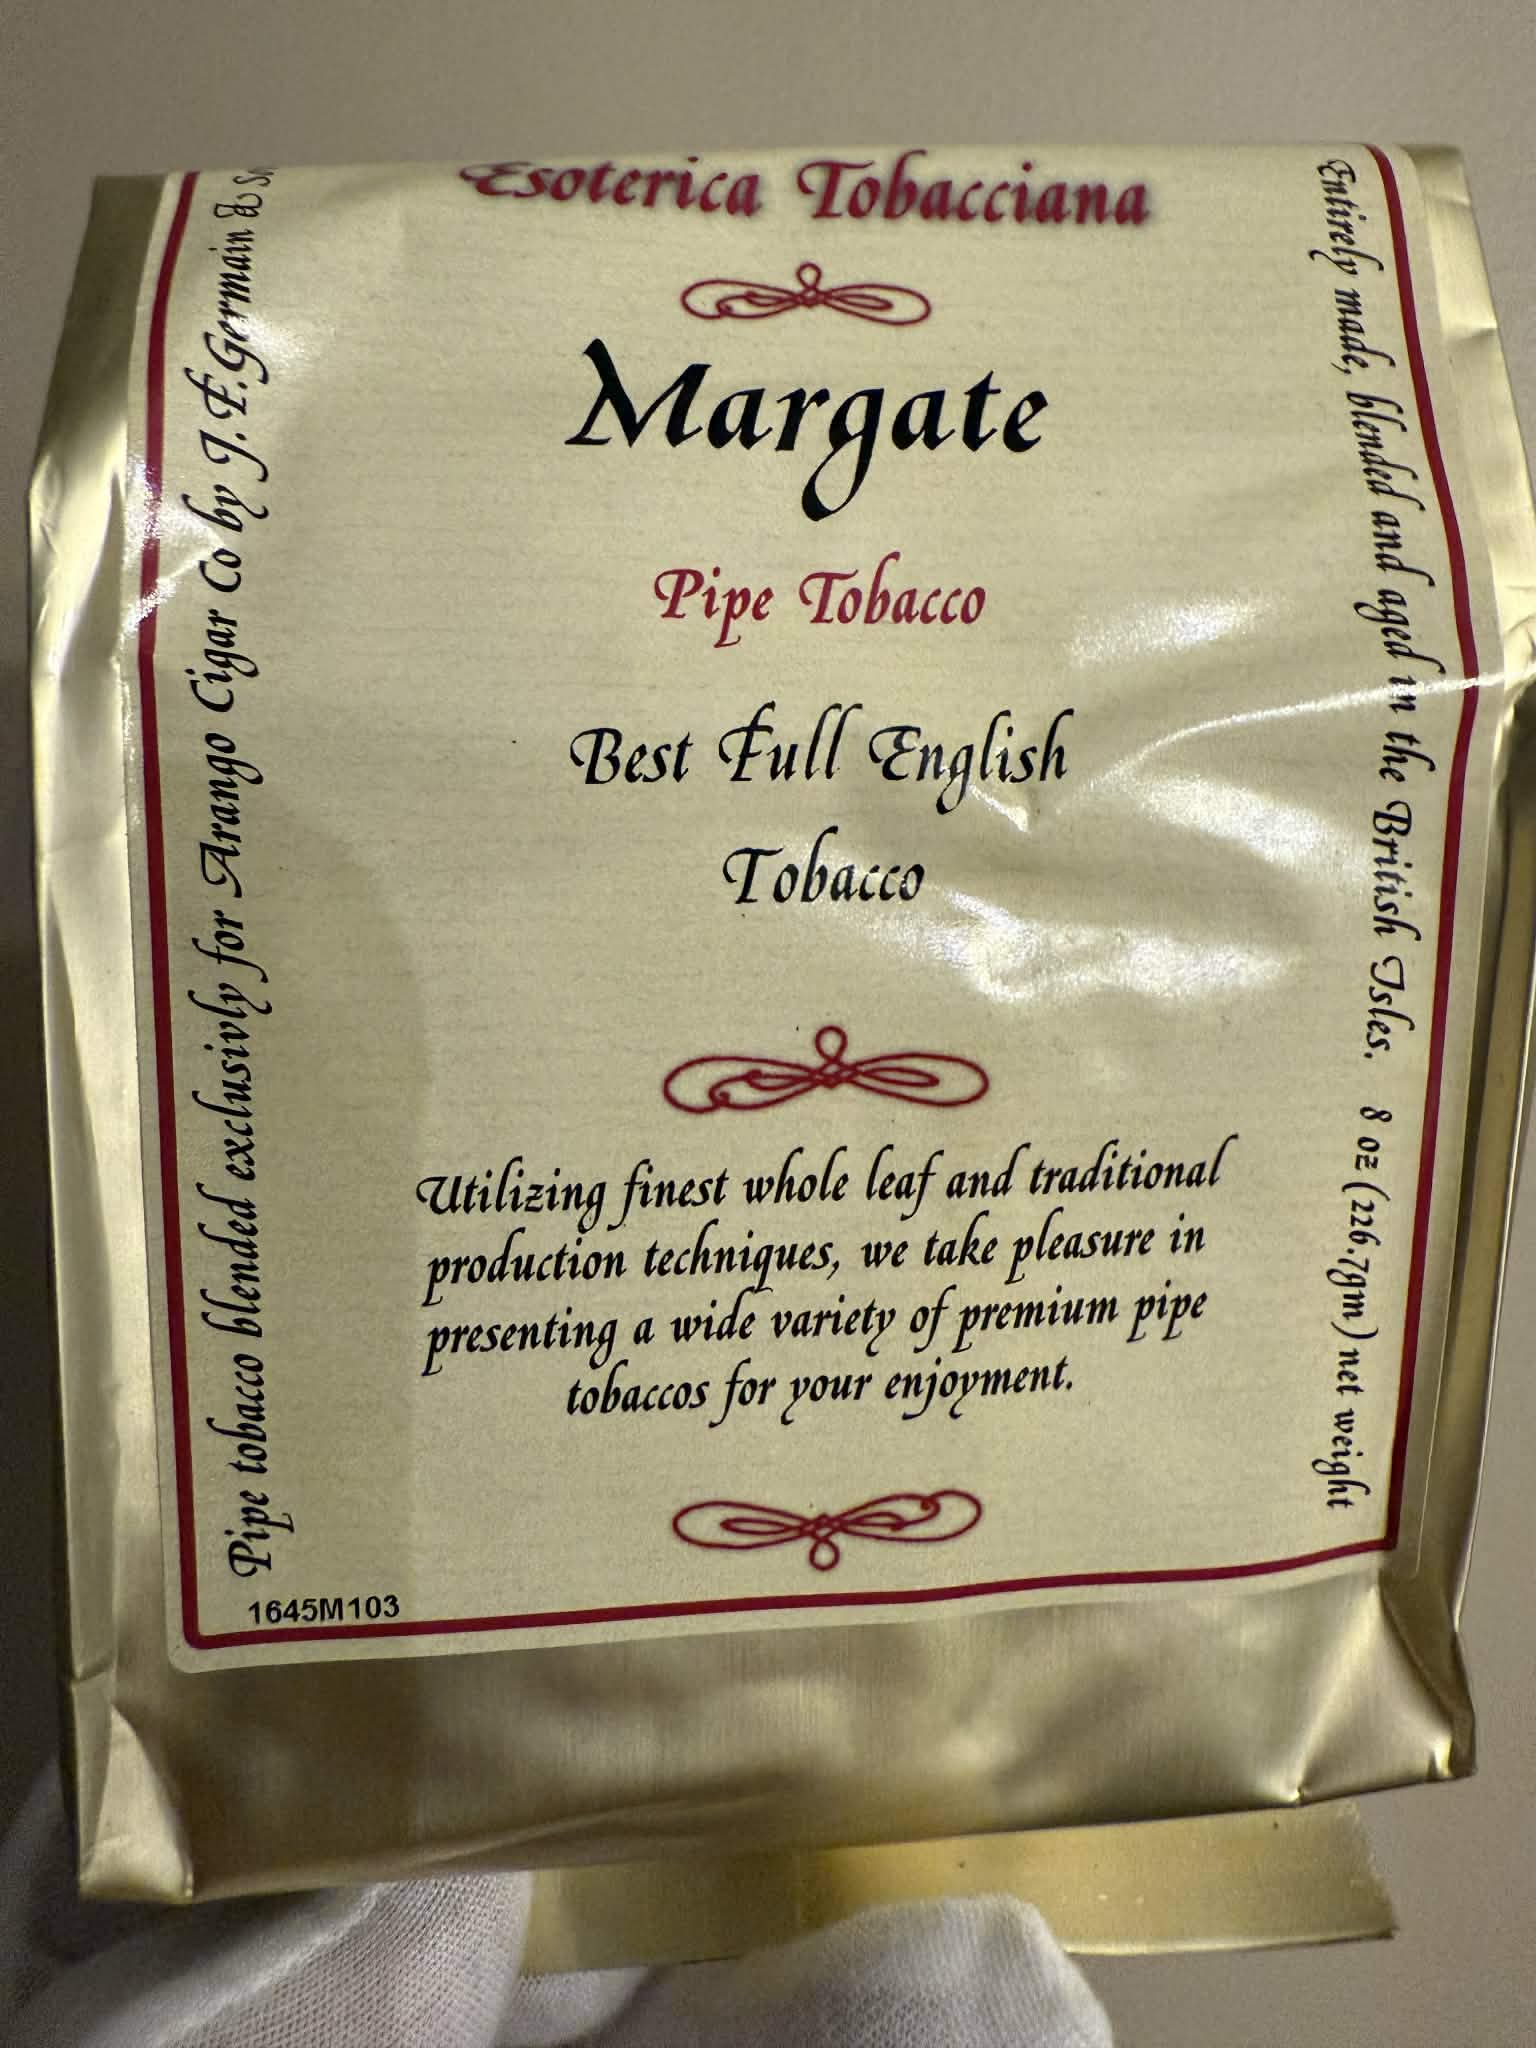 Esoterica Tobacciana
Margate
Pipe Tobacco
Best Full English
Tobacco
Utilizing finest whole leaf and traditional
production techniques, we take pleasure in
presenting a wide variety of premium pipe
tobaccos for your enjoyment.
Pipe tobacco blended exclusivly for Arango Cigar Co by J.F.Germain &
Entirely made, blended and aged in the British Isles. 8 oz (226.7gm) net weight
1645M103